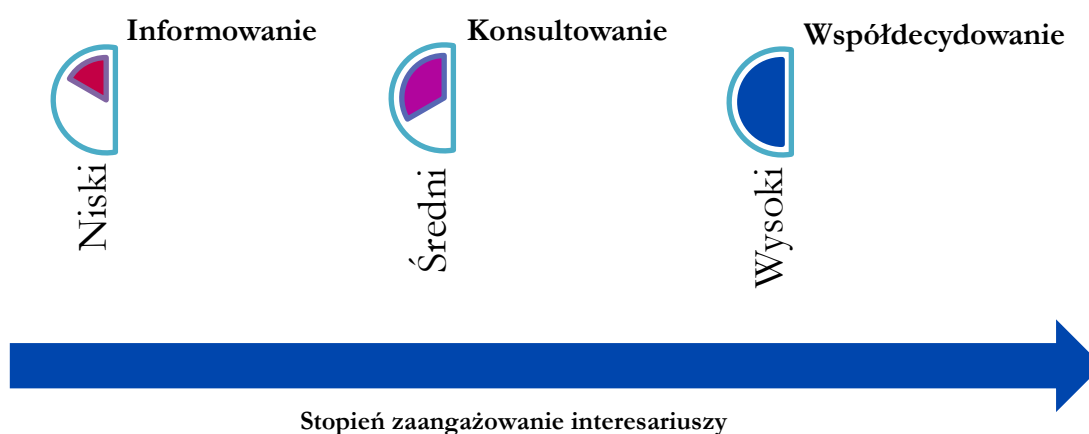 Informowanie
Konsultowanie
Współdecydowanie
Niski
Średni
Wysoki
Stopień zaangażowanie interesariuszy